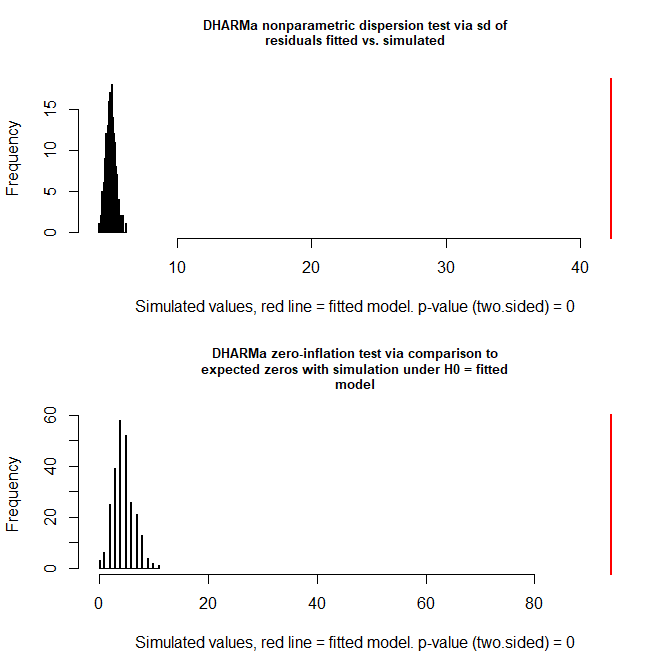 DHARMa nonparametric dispersion test via sd of
residuals fitted vs. simulated
Frequency
0
5
10
15
10
20
30
40
Simulated values, red line = fitted model. p-value (two.sided) = 0
DHARMa zero-inflation test via comparison to
expected zeros with simulation under H0 = fitted
model
Frequency
0
20
40
60
0
20
40
60
80
Simulated values, red line = fitted model. p-value (two.sided) = 0